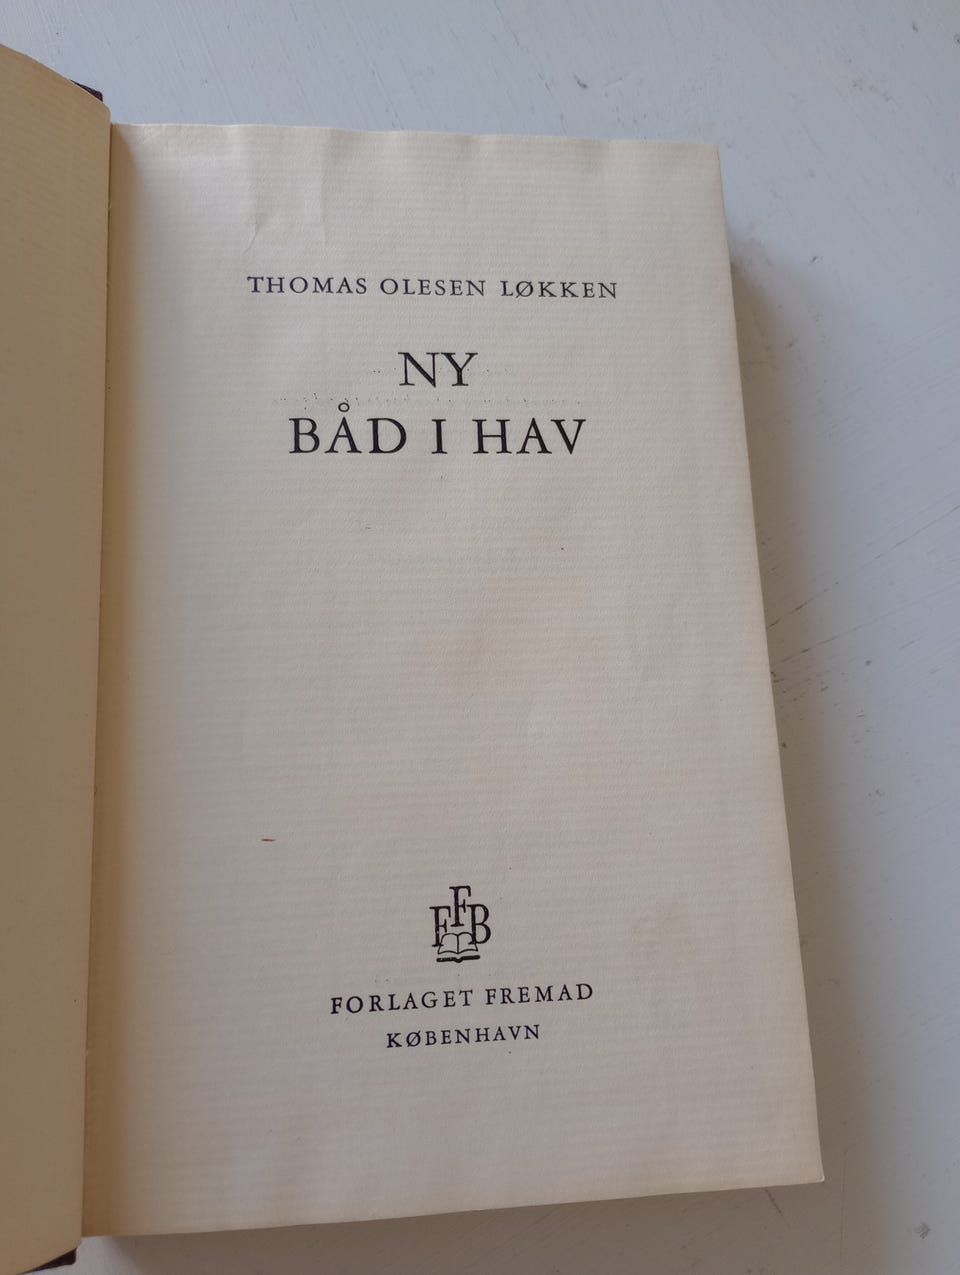 THOMAS OLESEN LØKKEN
NY
BÅD I HAV
FFB
FORLAGET FREMAD
KØBENHAVN